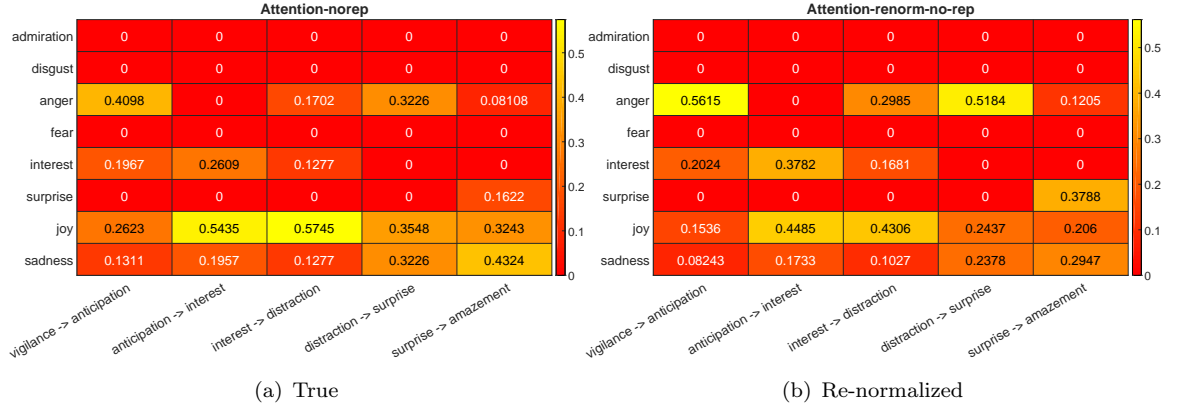 Attention-norep
admiration 0 0 0 0 0
disgust 0 0 0 0 0
anger 0.4098 0 0.1702 0.3226 0.08108
fear 0 0 0 0 0
interest 0.1967 0.2609 0.1277 0 0
surprise 0 0 0 0 0.1622
joy 0.2623 0.5435 0.5745 0.3548 0.3243
sadness 0.1311 0.1957 0.1277 0.3226 0.4324
vigilance -> anticipation
anticipation -> interest
interest -> distraction
distraction -> surprise
surprise -> amazement
0.5
0.4
0.3
0.2
0.1
0
(a) True
Attention-renorm-no-rep
admiration 0 0 0 0 0
disgust 0 0 0 0 0
anger 0.5615 0 0.2985 0.5184 0.1205
fear 0 0 0 0 0
interest 0.2024 0.3782 0.1681 0 0
surprise 0 0 0 0 0.3788
joy 0.1536 0.4485 0.4306 0.2437 0.206
sadness 0.08243 0.1733 0.1027 0.2378 0.2947
vigilance -> anticipation
anticipation -> interest
interest -> distraction
distraction -> surprise
surprise -> amazement
0.5
0.4
0.3
0.2
0.1
0
(b) Re-normalized